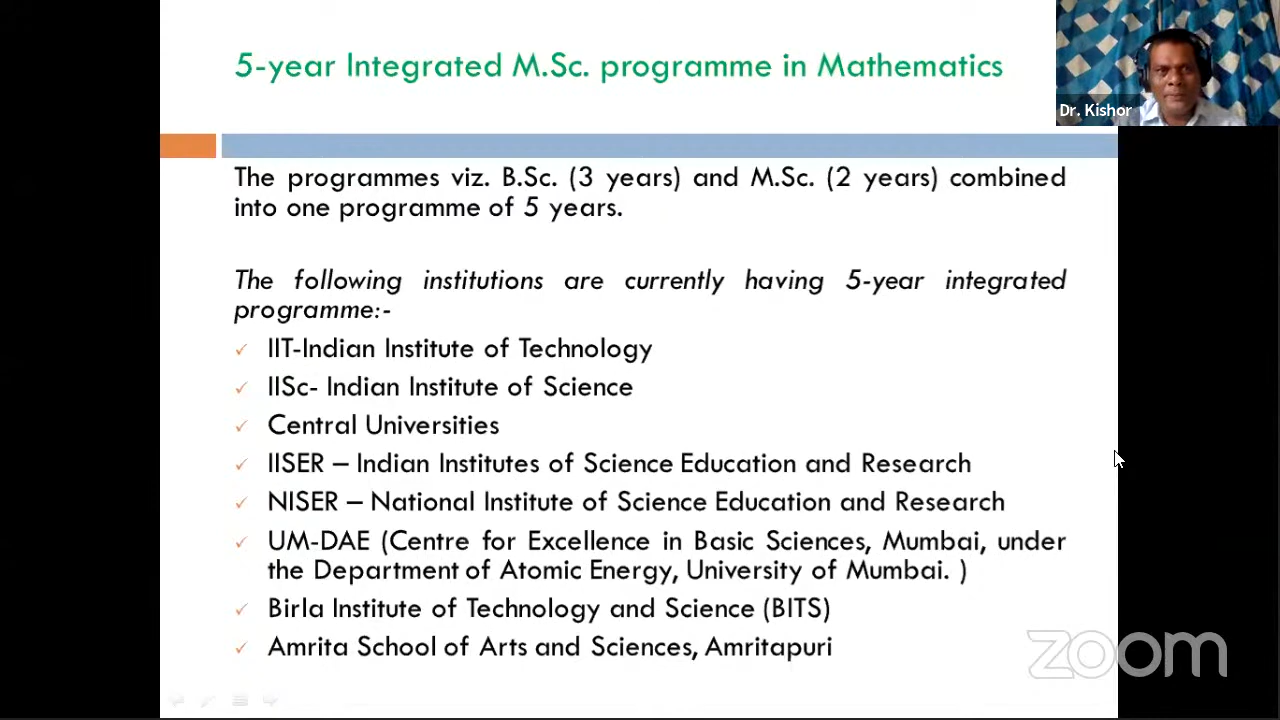 5-year Integrated M.Sc. programme in Mathematics
Dr. Kishor
The programmes viz. B.Sc. (3 years) and M.Sc. (2 years) combined
into one programme of 5 years.
The following institutions are currently having 5-year integrated
programme:-
IIT-Indian Institute of Technology
IISc- Indian Institute of Science
Central Universities
IISER – Indian Institutes of Science Education and Research
NISER – National Institute of Science Education and Research
UM-DAE (Centre for Excellence in Basic Sciences, Mumbai, under
the Department of Atomic Energy, University of Mumbai. )
Birla Institute of Technology and Science (BITS)
Amrita School of Arts and Sciences, Amritapuri
zoom